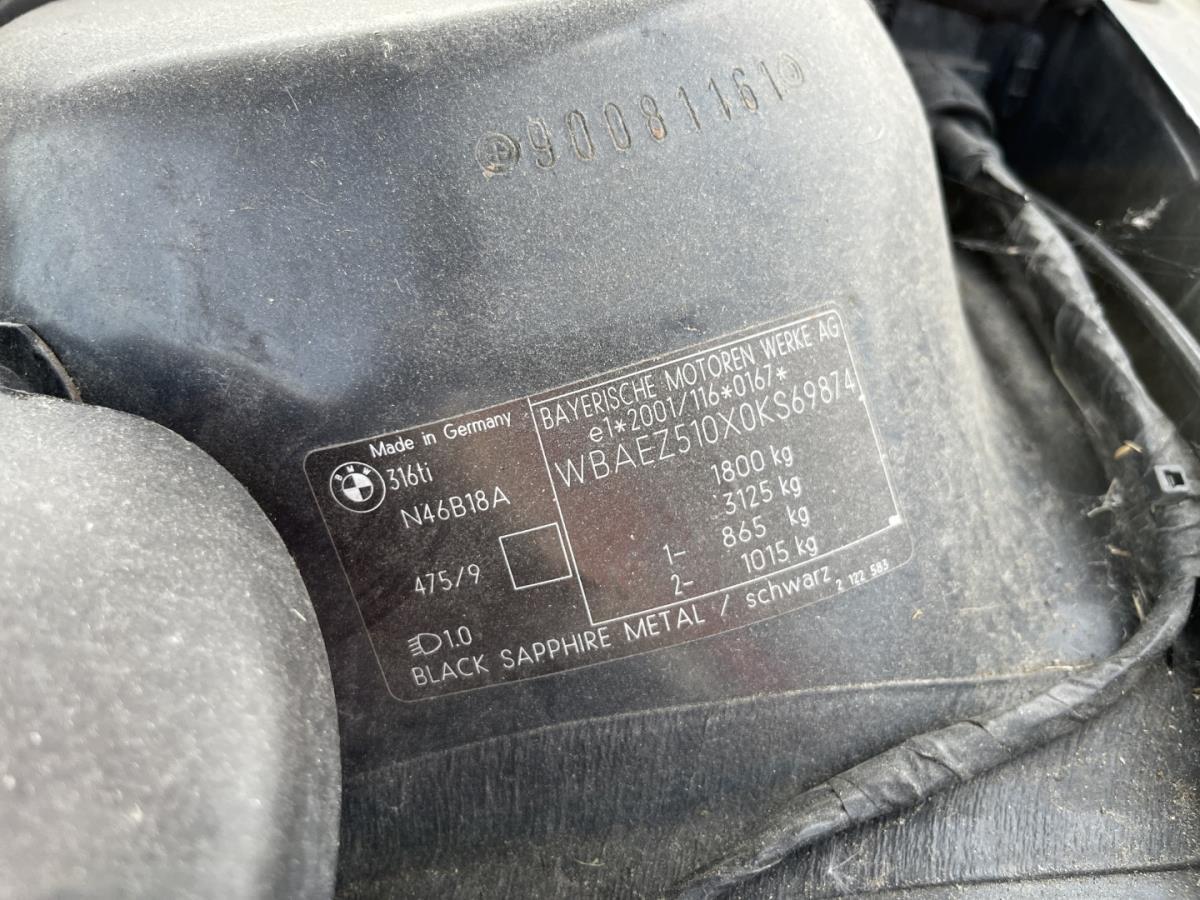 90081161
Made in Germany
316ti
N46B18A
475/9
1.0
BAYERISCHE MOTOREN WERKE AG
e1*2001/116*0167*
WBAEZ510X0KS69874
1800 kg
3125 kg
1- 865 kg
2- 1015 kg
BLACK SAPPHIRE METAL / schwarz
2 122 583